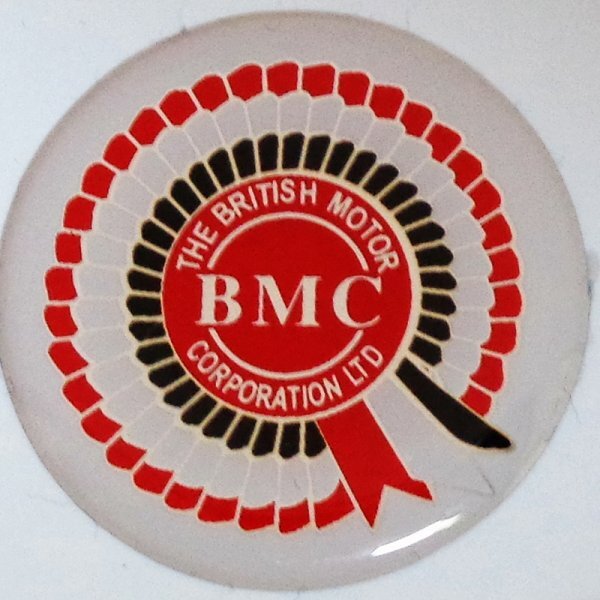 THE BRITISH MOTOR
BMC
CORPORATION LTD